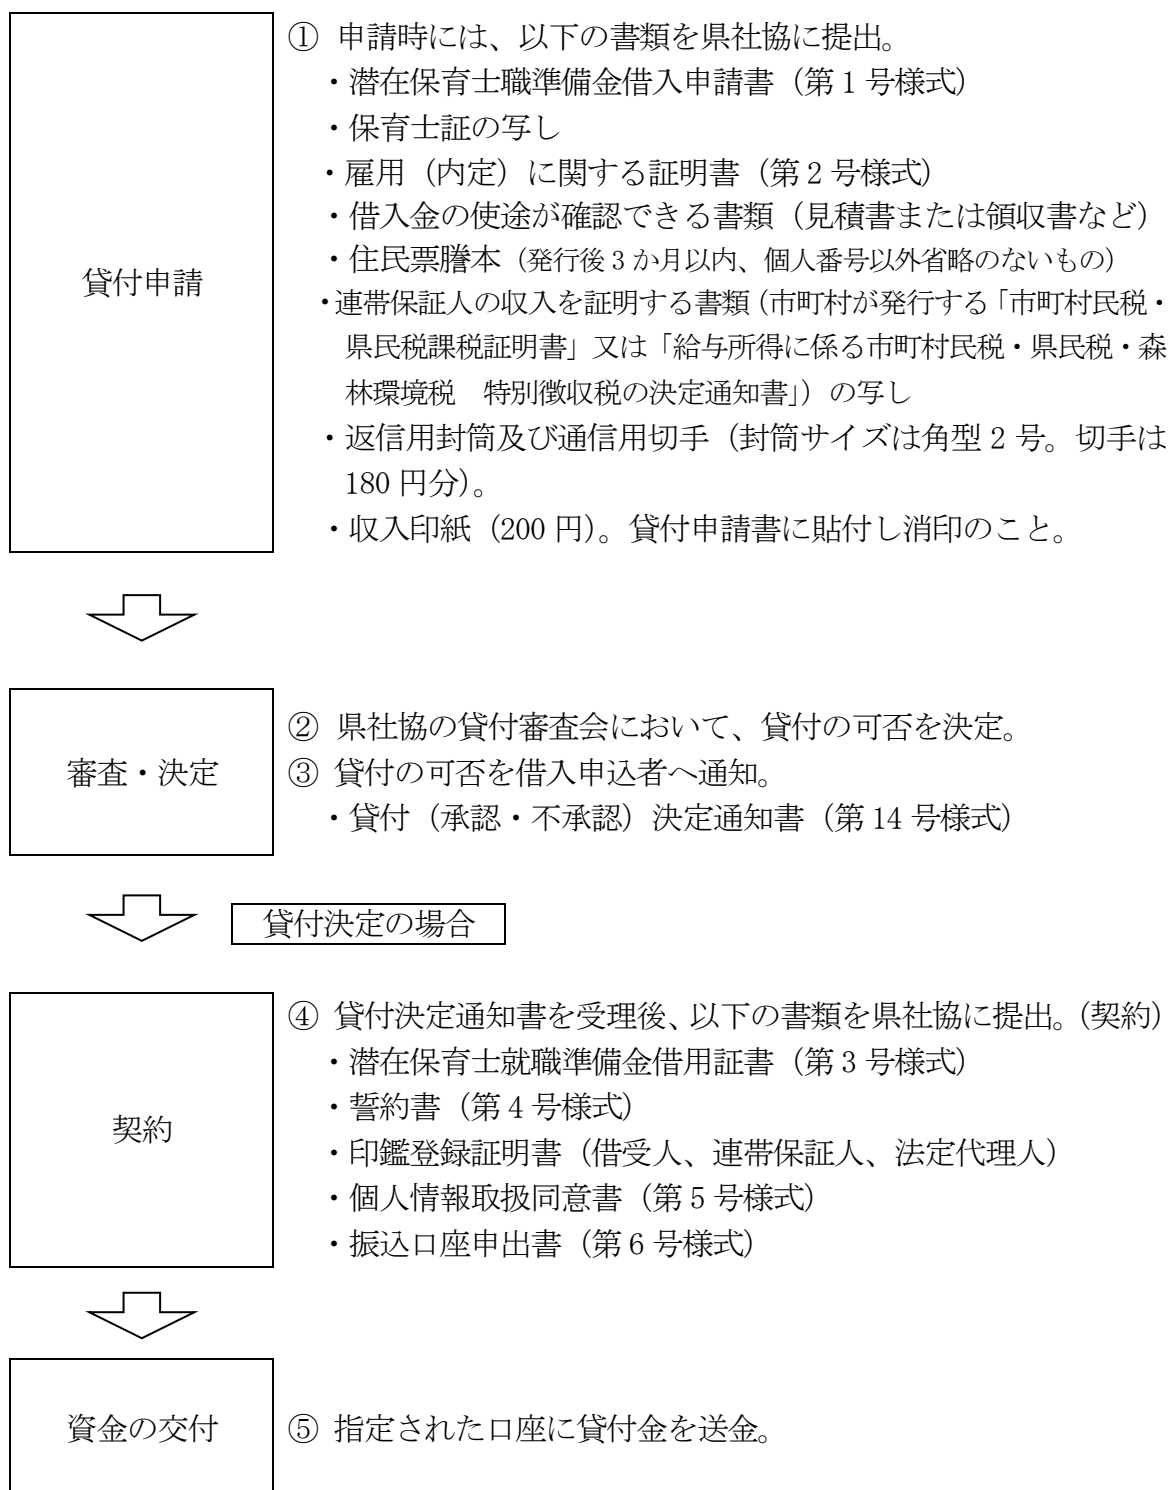 貸付申請
① 申請時には、以下の書類を県社協に提出。
・潜在保育士職準備金借入申請書（第1号様式）
・保育士証の写し
・雇用（内定）に関する証明書（第2号様式）
・借入金の使途が確認できる書類（見積書または領収書など）
・住民票謄本（発行後3か月以内、個人番号以外省略のないもの）
・連帯保証人の収入を証明する書類（市町村が発行する「市町村民税・
県民税課税証明書」又は「給与所得に係る市町村民税・県民税・森
林環境税　特別徴収税の決定通知書」）の写し
・返信用封筒及び通信用切手（封筒サイズは角型2号。切手は
180円分）。
・収入印紙（200円）。貸付申請書に貼付し消印のこと。
審査・決定
② 県社協の貸付審査会において、貸付の可否を決定。
③ 貸付の可否を借入申込者へ通知。
・貸付（承認・不承認）決定通知書（第14号様式）
貸付決定の場合
契約
④ 貸付決定通知書を受理後、以下の書類を県社協に提出。（契約）
・潜在保育士就職準備金借用証書（第3号様式）
・誓約書（第4号様式）
・印鑑登録証明書（借受人、連帯保証人、法定代理人）
・個人情報取扱同意書（第5号様式）
・振込口座申出書（第6号様式）
資金の交付
⑤ 指定された口座に貸付金を送金。